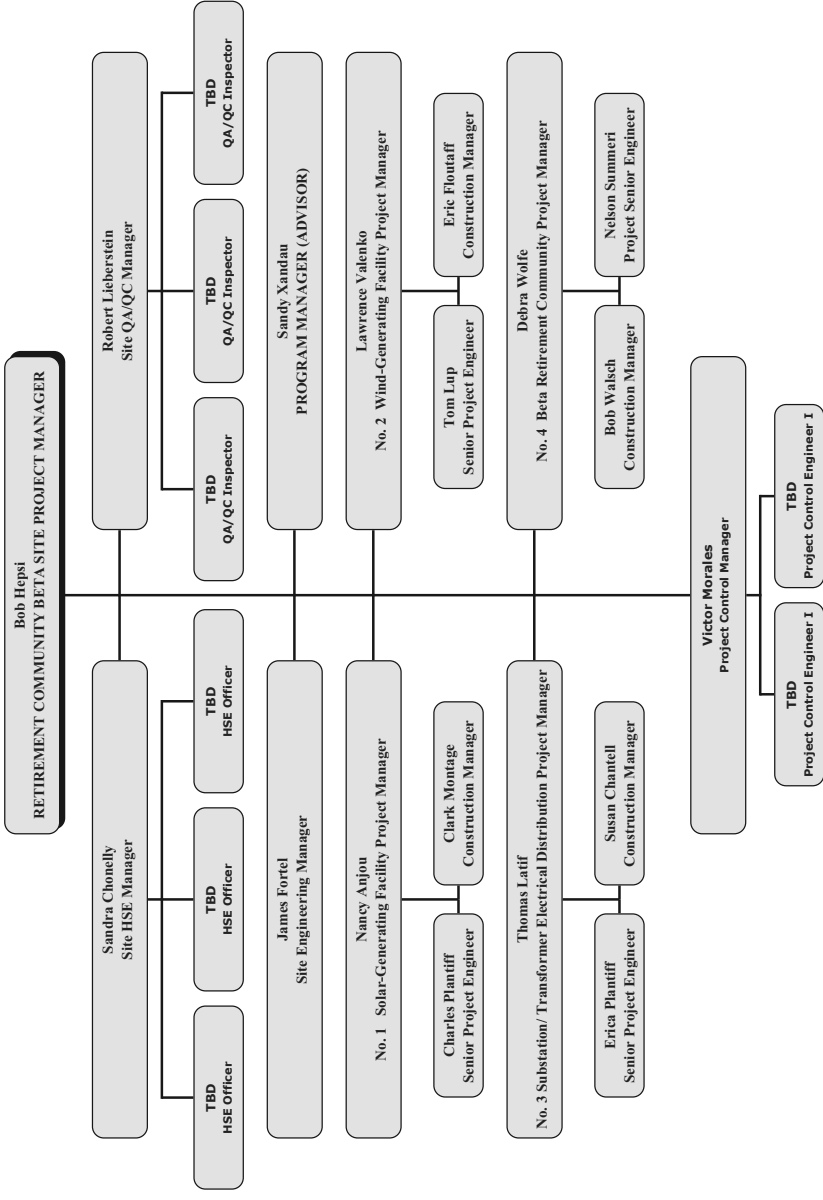 Bob Hepsi
RETIREMENT COMMUNITY BETA SITE PROJECT MANAGER
Sandra Chonelly
Site HSE Manager
Robert Lieberstein
Site QA/QC Manager
TBD
HSE Officer
TBD
HSE Officer
TBD
HSE Officer
TBD
QA/QC Inspector
TBD
QA/QC Inspector
TBD
QA/QC Inspector
James Fortel
Site Engineering Manager
Sandy Xandau
PROGRAM MANAGER (ADVISOR)
Nancy Anjou
No. 1 Solar-Generating Facility Project Manager
Lawrence Valenko
No. 2 Wind-Generating Facility Project Manager
Charles Plantiff
Senior Project Engineer
Clark Montage
Construction Manager
Tom Lup
Senior Project Engineer
Eric Floutaff
Construction Manager
Thomas Latif
No. 3 Substation/ Transformer Electrical Distribution Project Manager
Debra Wolfe
No. 4 Beta Retirement Community Project Manager
Erica Plantiff
Senior Project Engineer
Susan Chantell
Construction Manager
Bob Walsch
Construction Manager
Nelson Summeri
Project Senior Engineer
Victor Morales
Project Control Manager
TBD
Project Control Engineer I
TBD
Project Control Engineer I